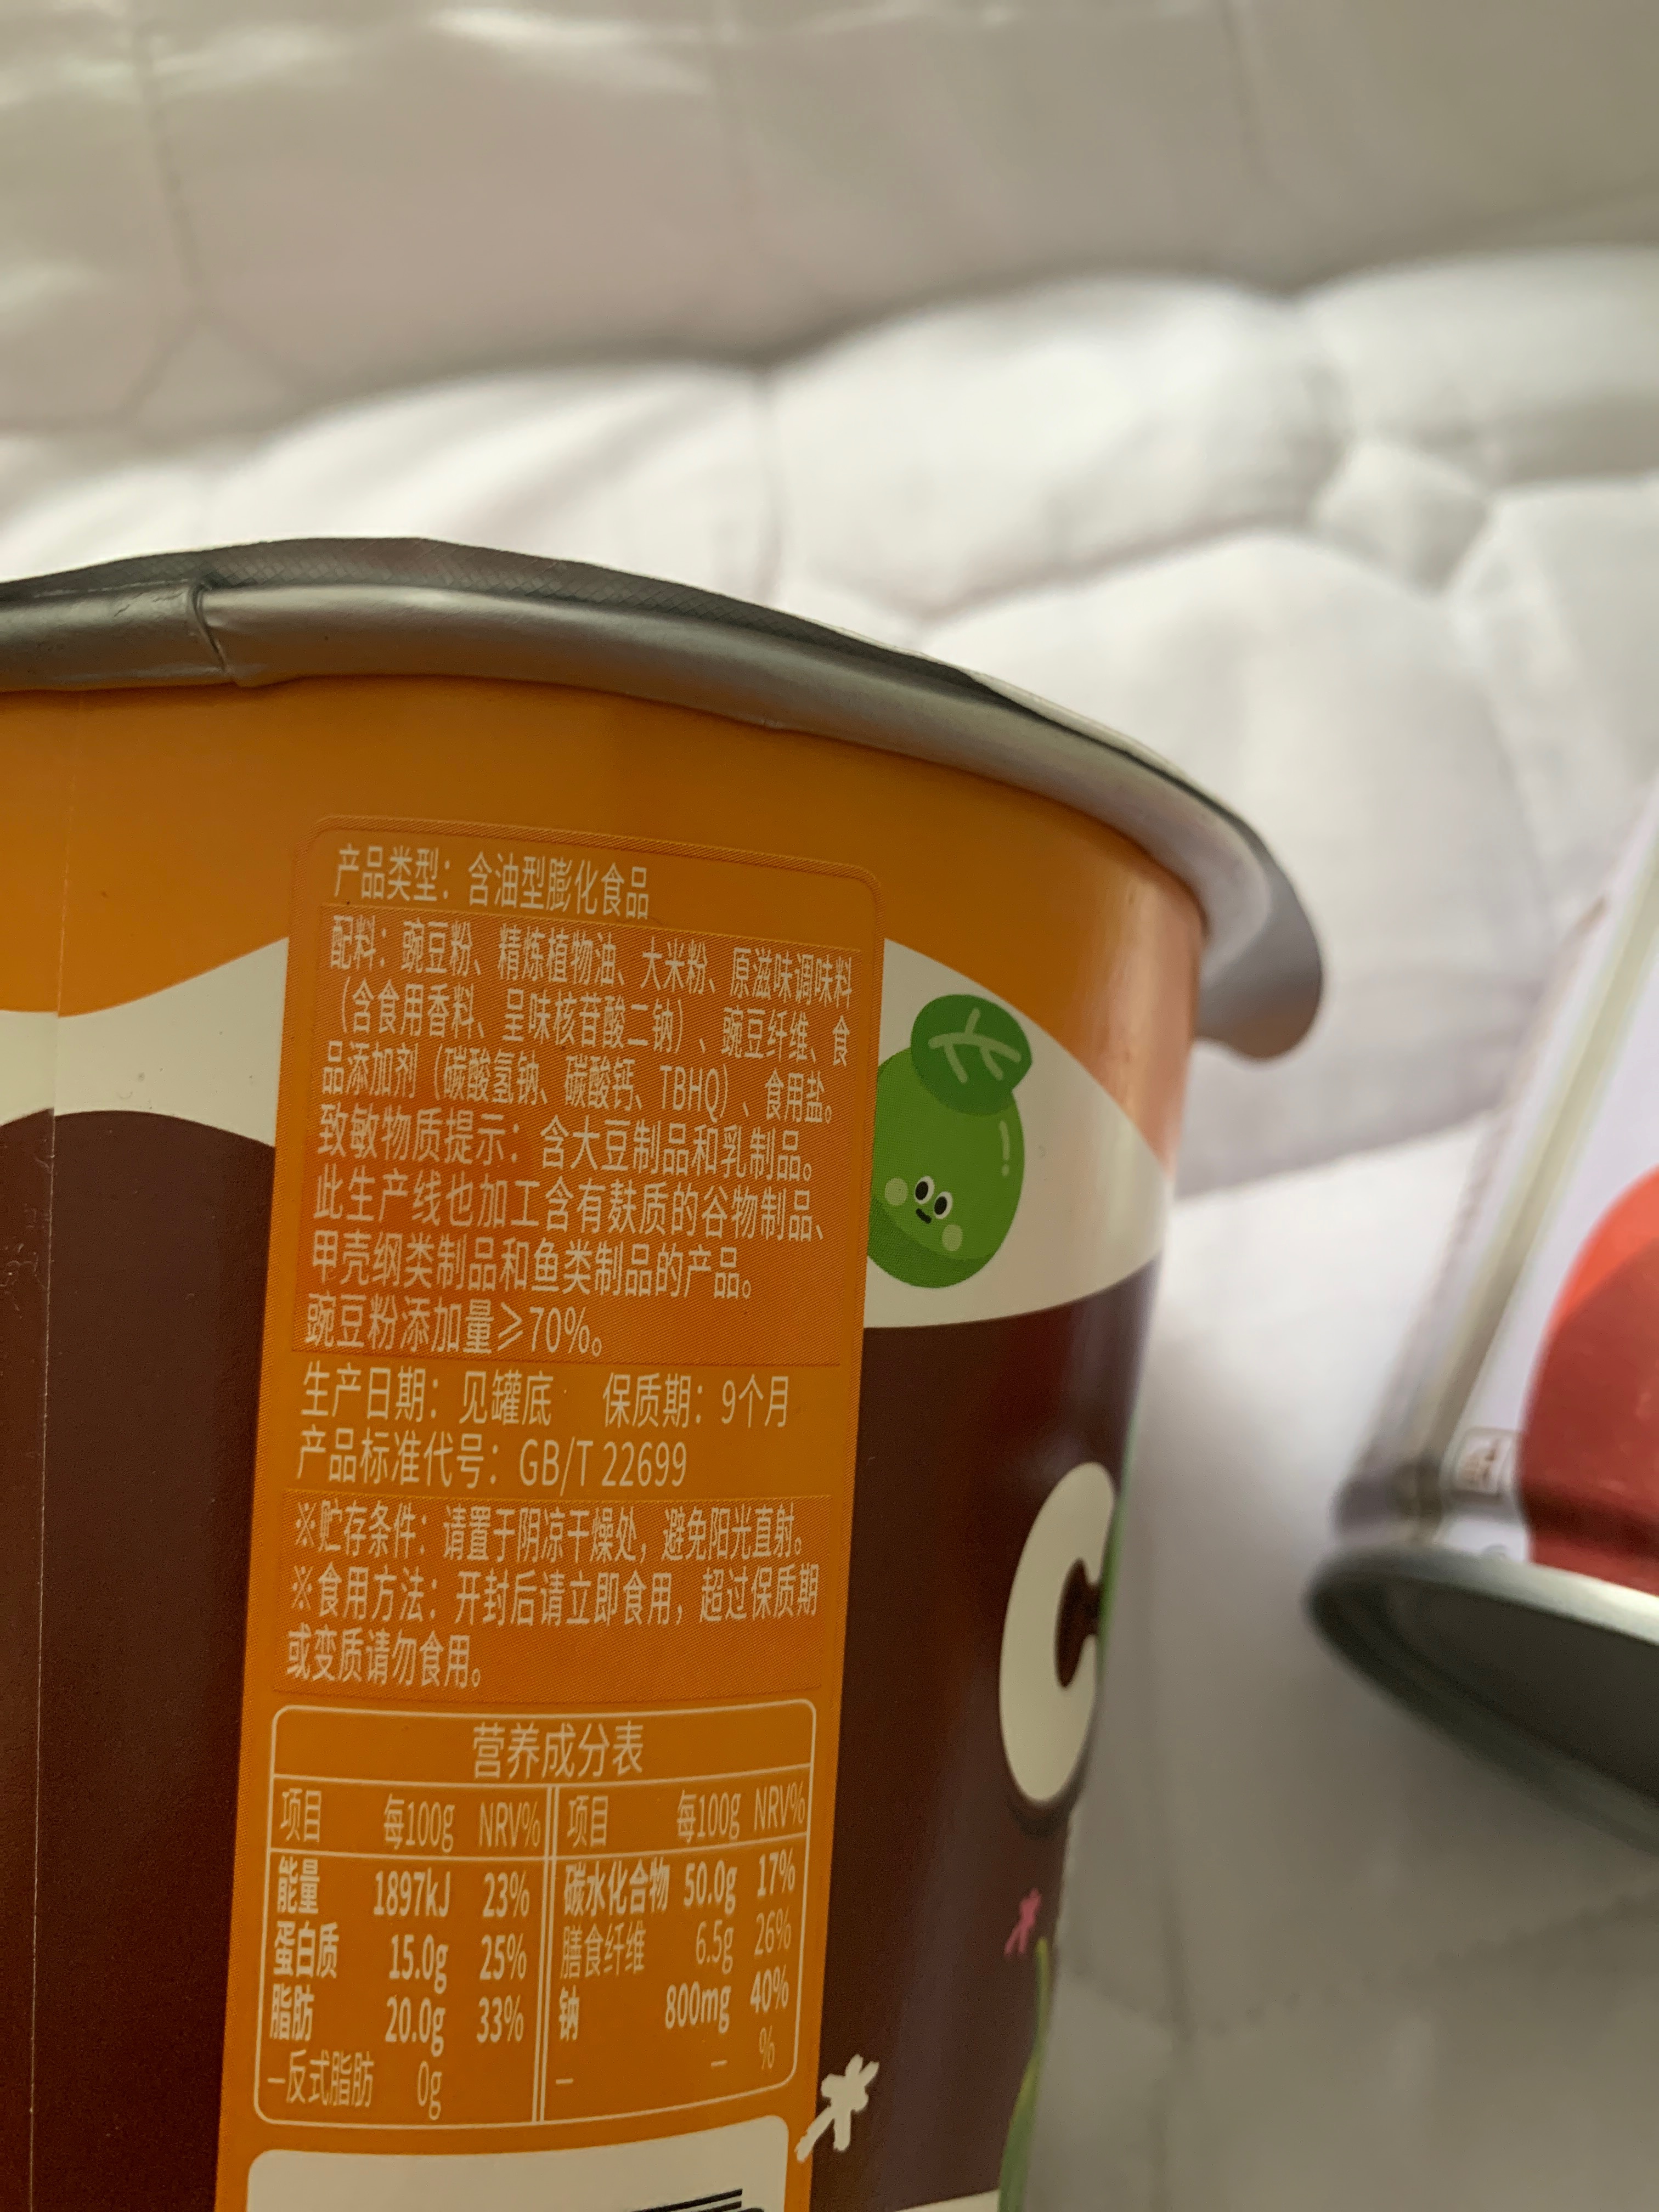 产品类型：含油型膨化食品
配料：豌豆粉、精炼植物油、大米粉、原滋味调味料
（含食用香料、呈味核苷酸二钠）、豌豆纤维、食
品添加剂（碳酸氢钠、碳酸钙、TBHQ）、食用盐。
致敏物质提示：含大豆制品和乳制品。
此生产线也加工含有麸质的谷物制品、
甲壳纲类制品和鱼类制品的产品。
豌豆粉添加量≥70%。
生产日期：见罐底 保质期：9个月
产品标准代号：GB/T 22699
※贮存条件：请置于阴凉干燥处，避免阳光直射。
※食用方法：开封后请立即食用，超过保质期
或变质请勿食用。
营养成分表
项目 每100g NRV% 项目 每100g NRV%
能量 1897kJ 23% 碳水化合物 50.0g 17%
蛋白质 15.0g 25% 膳食纤维 6.5g 26%
脂肪 20.0g 33% 钠 800mg 40%
–反式脂肪 0g – – %
C